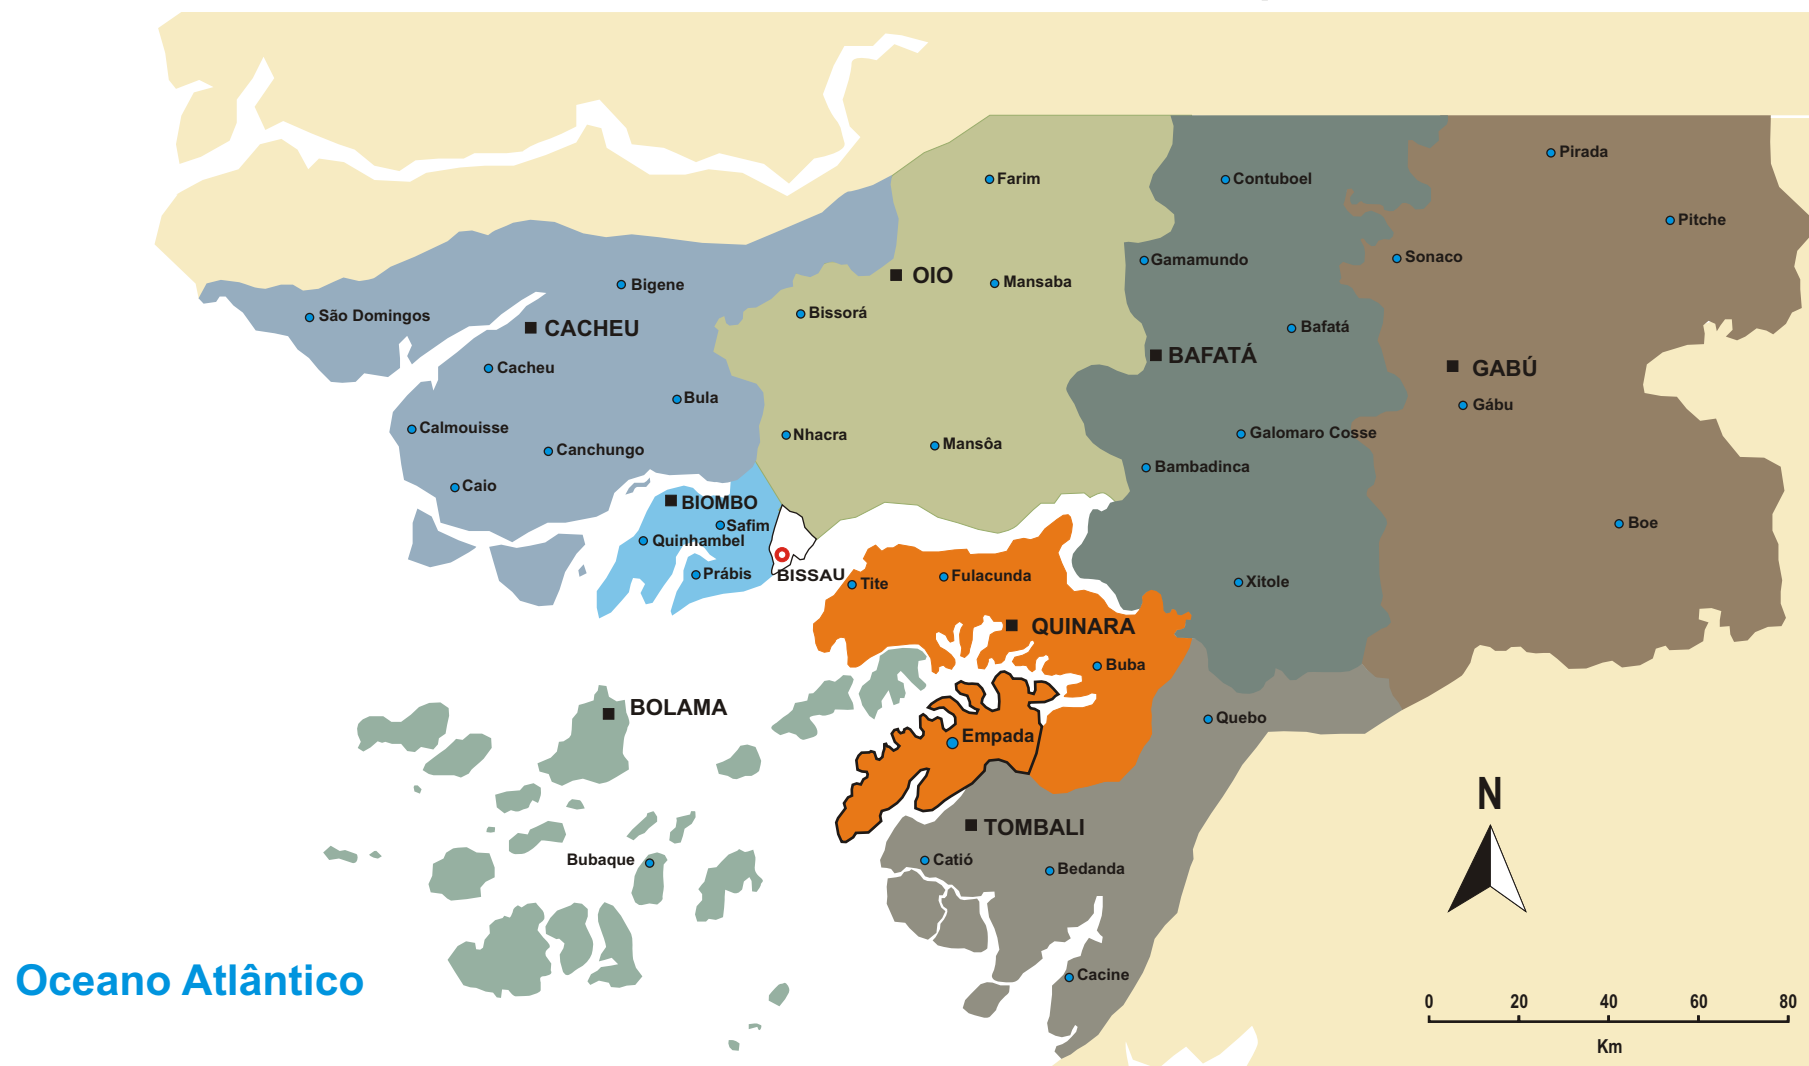 Pirada
Farim
Contuboel
Pitche
Sonaco
Gamamundo
OIO
Mansaba
Bigene
Bissorá
São Domingos
CACHEU
Bafatá
BAFATÁ
Cacheu
GABÚ
Bula
Gábu
Calmouisse
Nhacra
Galomaro Cosse
Mansôa
Canchungo
Bambadinca
Caio
BIOMBO
Safim
Boe
Quinhambel
Prábis
BISSAU
Tite
Fulacunda
Xitole
QUINARA
Buba
BOLAMA
Quebo
Empada
N
TOMBALI
Bubaque
Catió
Bedanda
Cacine
Oceano Atlântico
0 20 40 60 80
Km